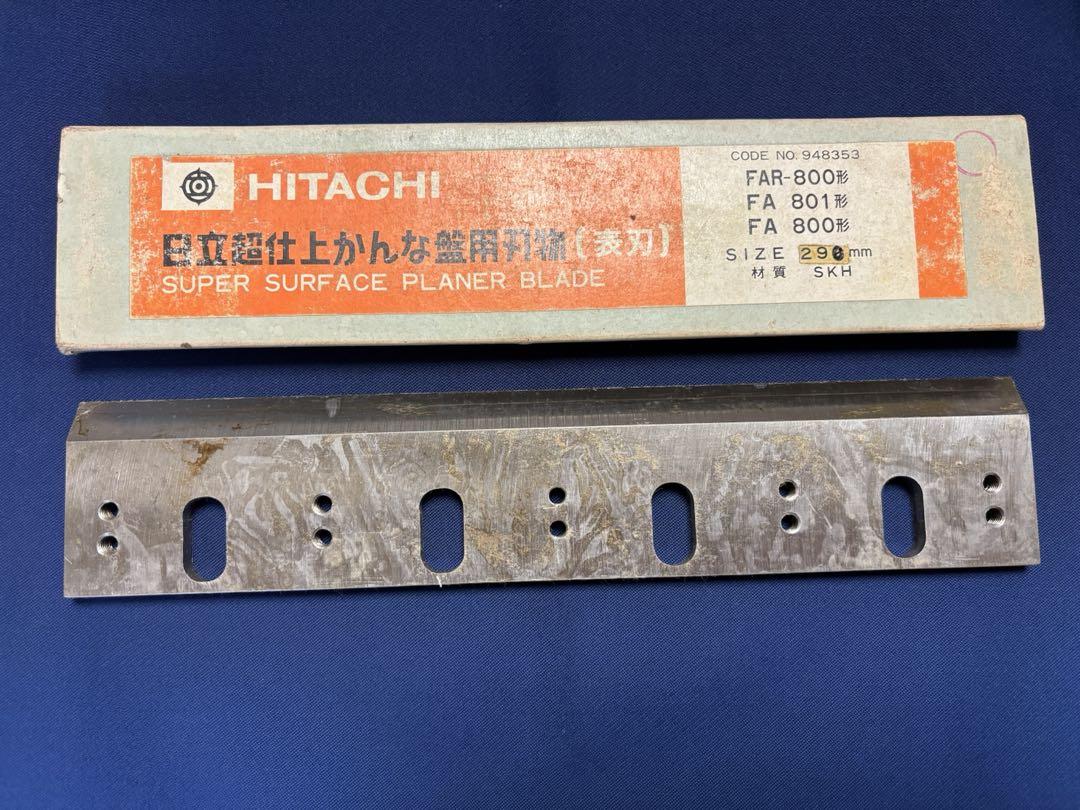 HITACHI
日立超仕上かんな盤用刃物〔表刃〕
SUPER SURFACE PLANER BLADE
CODE NO. 948353
FAR-800形
FA 801形
FA 800形
SIZE 290mm
材質 SKH